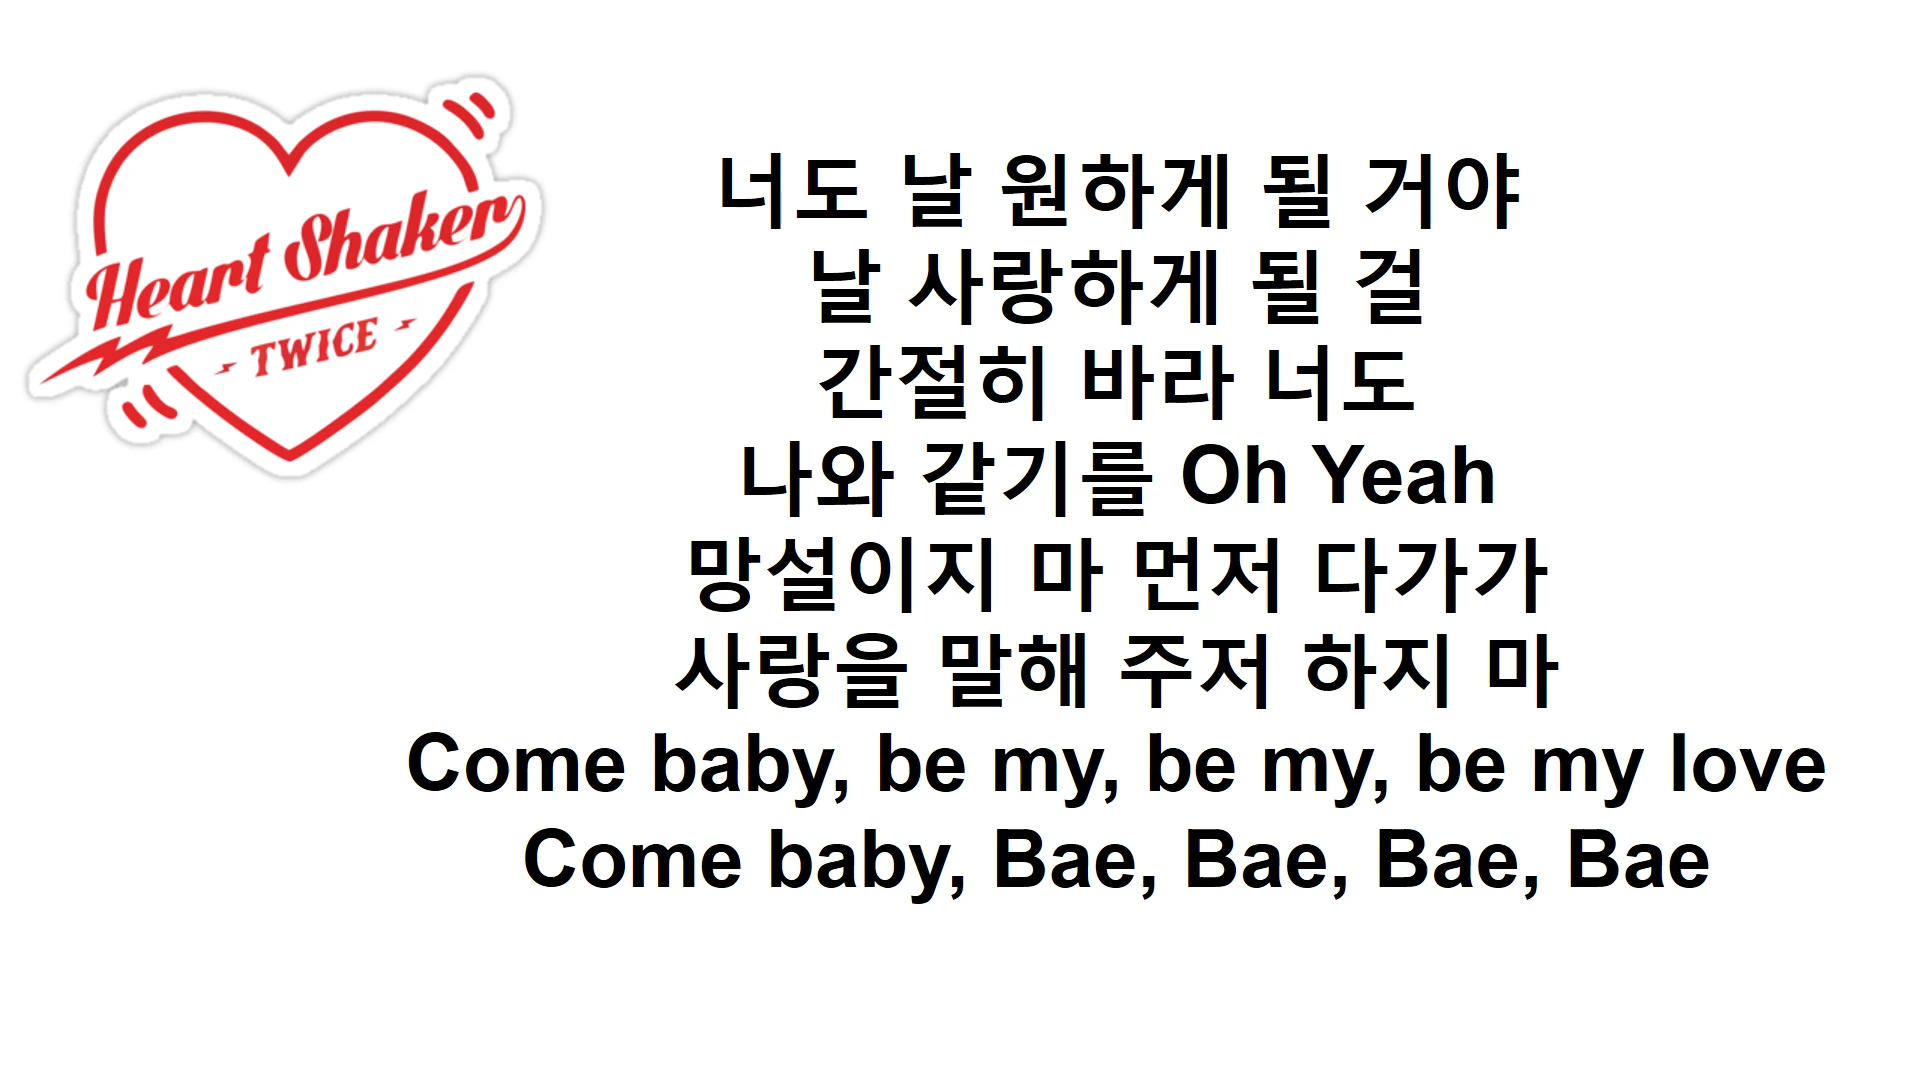 Heart Shaker
- TWICE -
너도 날 원하게 될 거야
날 사랑하게 될 걸
간절히 바라 너도
나와 같기를 Oh Yeah
망설이지 마 먼저 다가가
사랑을 말해 주저 하지 마
Come baby, be my, be my, be my love
Come baby, Bae, Bae, Bae, Bae